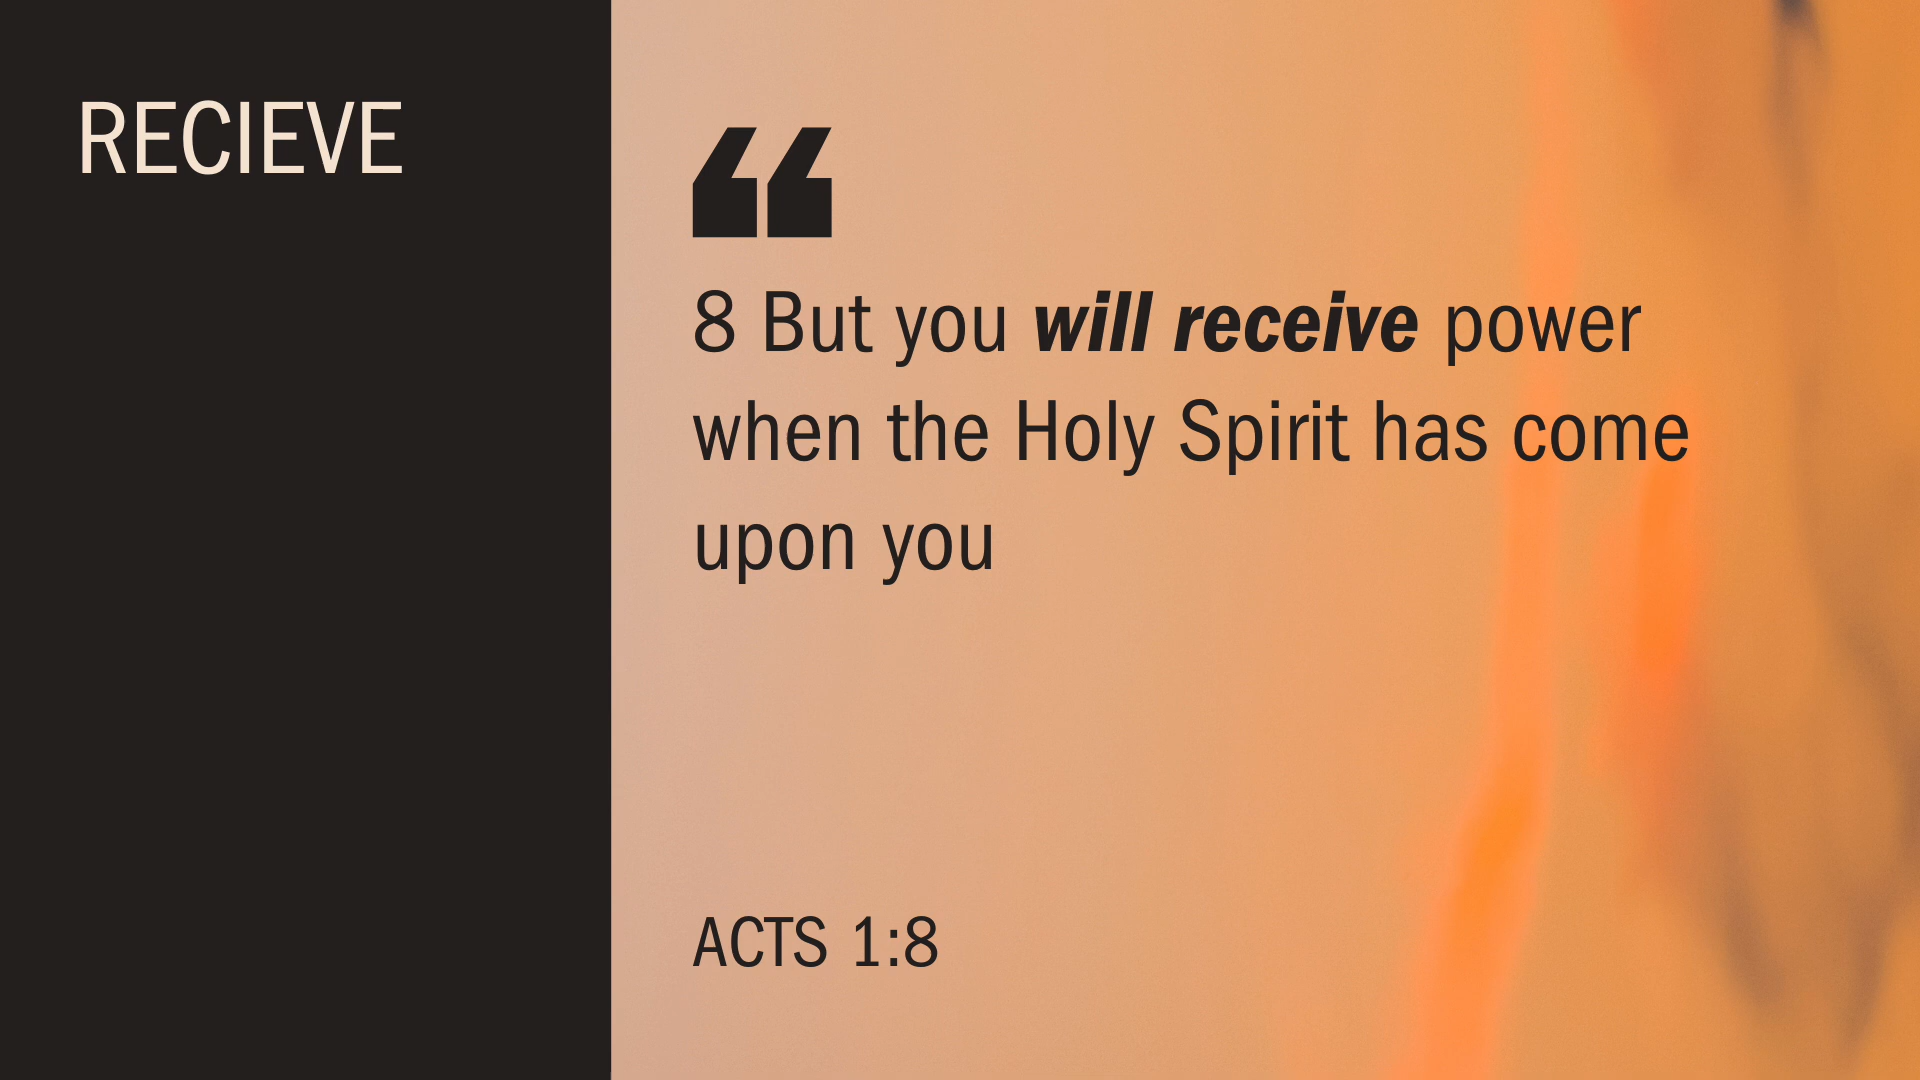 RECIEVE
“
8 But you will receive power
when the Holy Spirit has come
upon you
ACTS 1:8